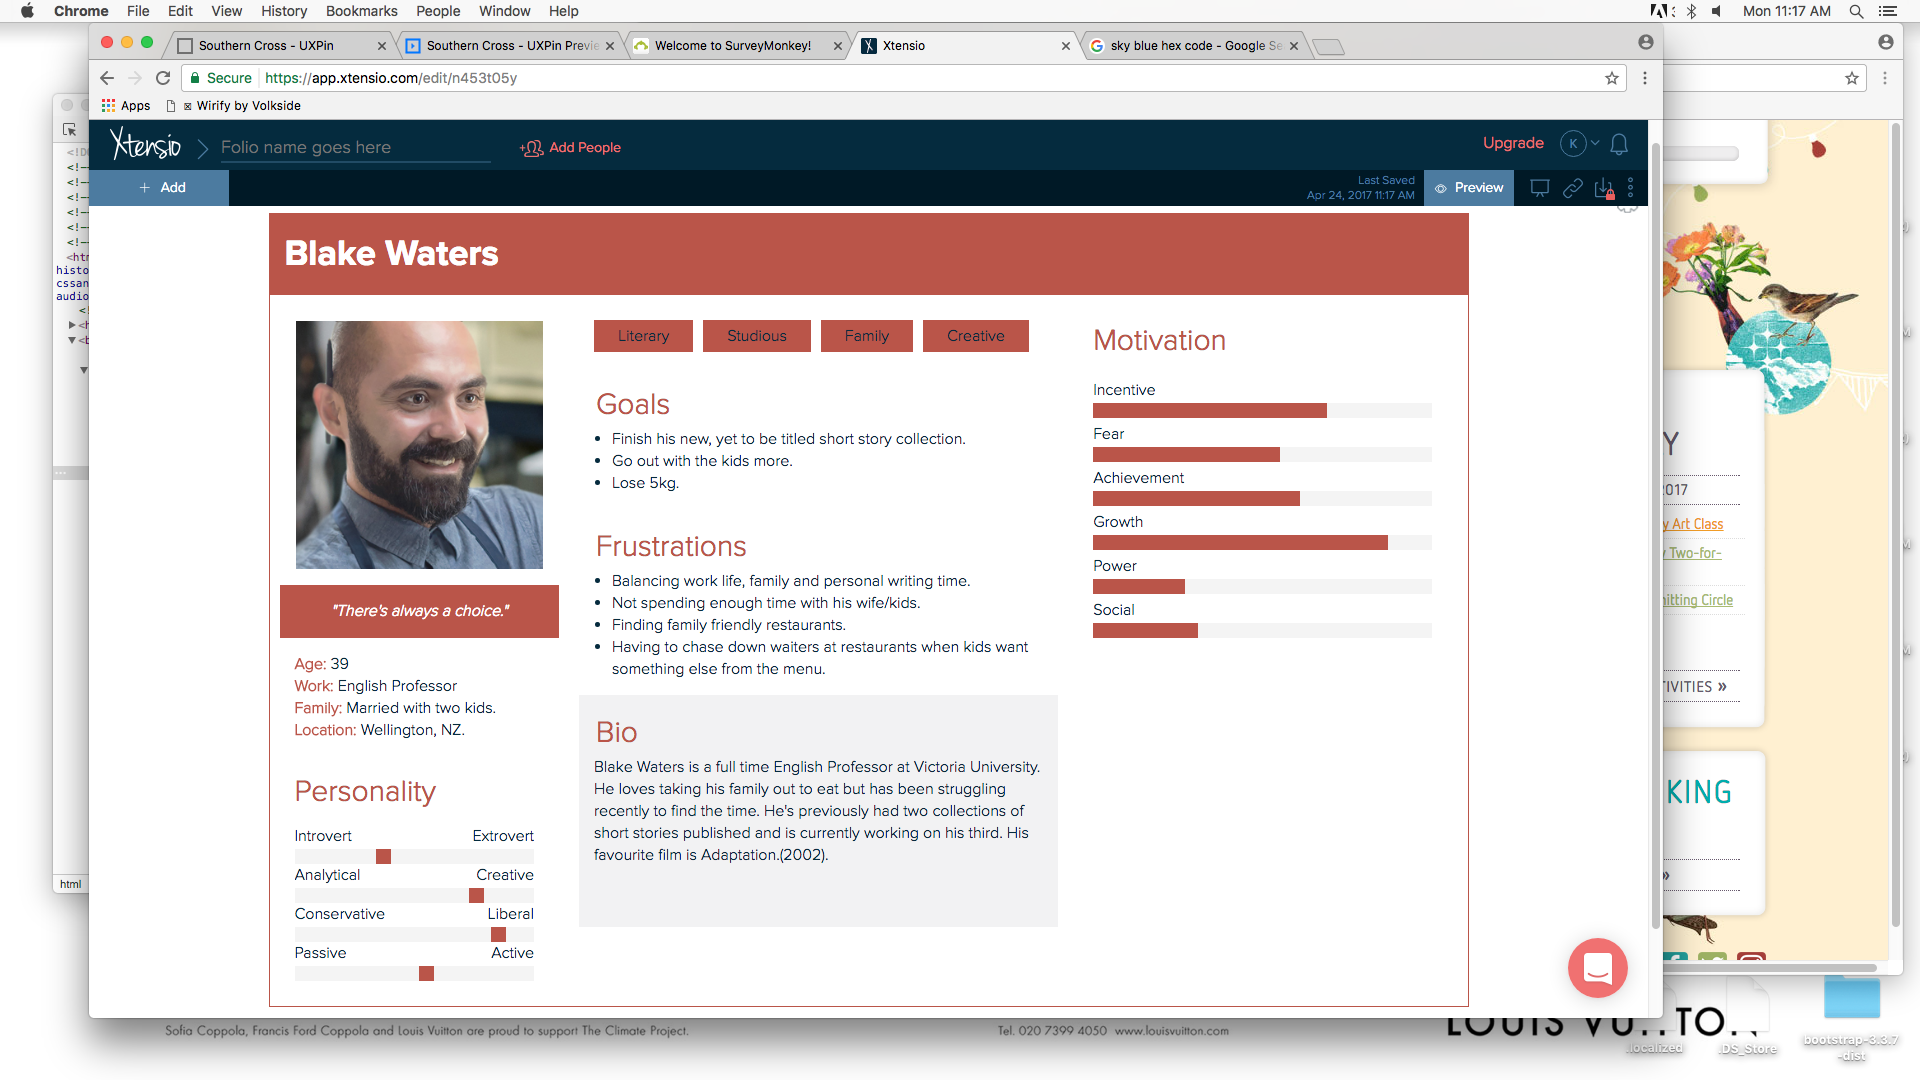 Chrome File Edit View History Bookmarks People Window Help
Mon 11:17 AM
Southern Cross - UXPin
Southern Cross - UXPin Previe
Welcome to SurveyMonkey!
Xtensio
sky blue hex code - Google Se
Secure
https://app.xtensio.com/edit/n453t05y
Apps
Wirify by Volkside
Xtensio
Folio name goes here
Add People
Upgrade
K
+ Add
Last Saved
Apr 24, 2017 11:17 AM
Preview
Blake Waters
Literary
Studious
Family
Creative
Goals
• Finish his new, yet to be titled short story collection.
• Go out with the kids more.
• Lose 5kg.
Frustrations
• Balancing work life, family and personal writing time.
• Not spending enough time with his wife/kids.
• Finding family friendly restaurants.
• Having to chase down waiters at restaurants when kids want
something else from the menu.
Bio
Blake Waters is a full time English Professor at Victoria University.
He loves taking his family out to eat but has been struggling
recently to find the time. He's previously had two collections of
short stories published and is currently working on his third. His
favourite film is Adaptation.(2002).
"There's always a choice."
Age: 39
Work: English Professor
Family: Married with two kids.
Location: Wellington, NZ.
Personality
Introvert Extrovert
Analytical Creative
Conservative Liberal
Passive Active
Motivation
Incentive
Fear
Achievement
Growth
Power
Social
<!DO
<!--
<!--
<!--
<!--
<!--
<!--
<!--
<htm
histo
cssan
audio
<!
<h
<b
html
Y
2017
y Art Class
y Two-for-
itting Circle
TIVITIES »
KING
»
Sofia Coppola, Francis Ford Coppola and Louis Vuitton are proud to support The Climate Project.
Tel. 020 7399 4050 www.louisvuitton.com
LOUIS VUITTON
.localized
.DS_Store
bootstrap-3.3.7
-dist